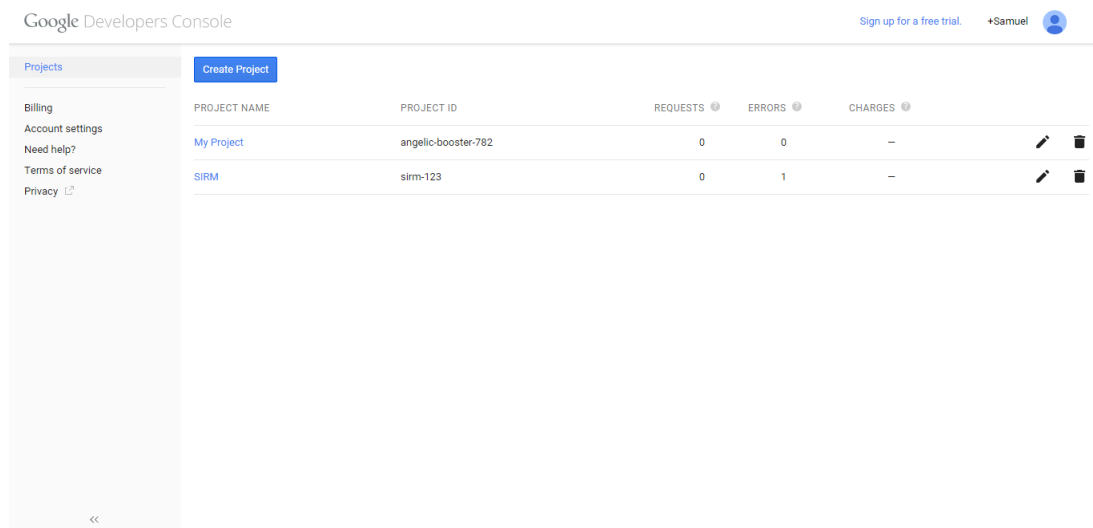 Google Developers Console
Sign up for a free trial.
+Samuel
Projects
Billing
Account settings
Need help?
Terms of service
Privacy
Create Project
PROJECT NAME PROJECT ID REQUESTS ? ERRORS ? CHARGES ?
My Project angelic-booster-782 0 0 —
SIRM sirm-123 0 1 —